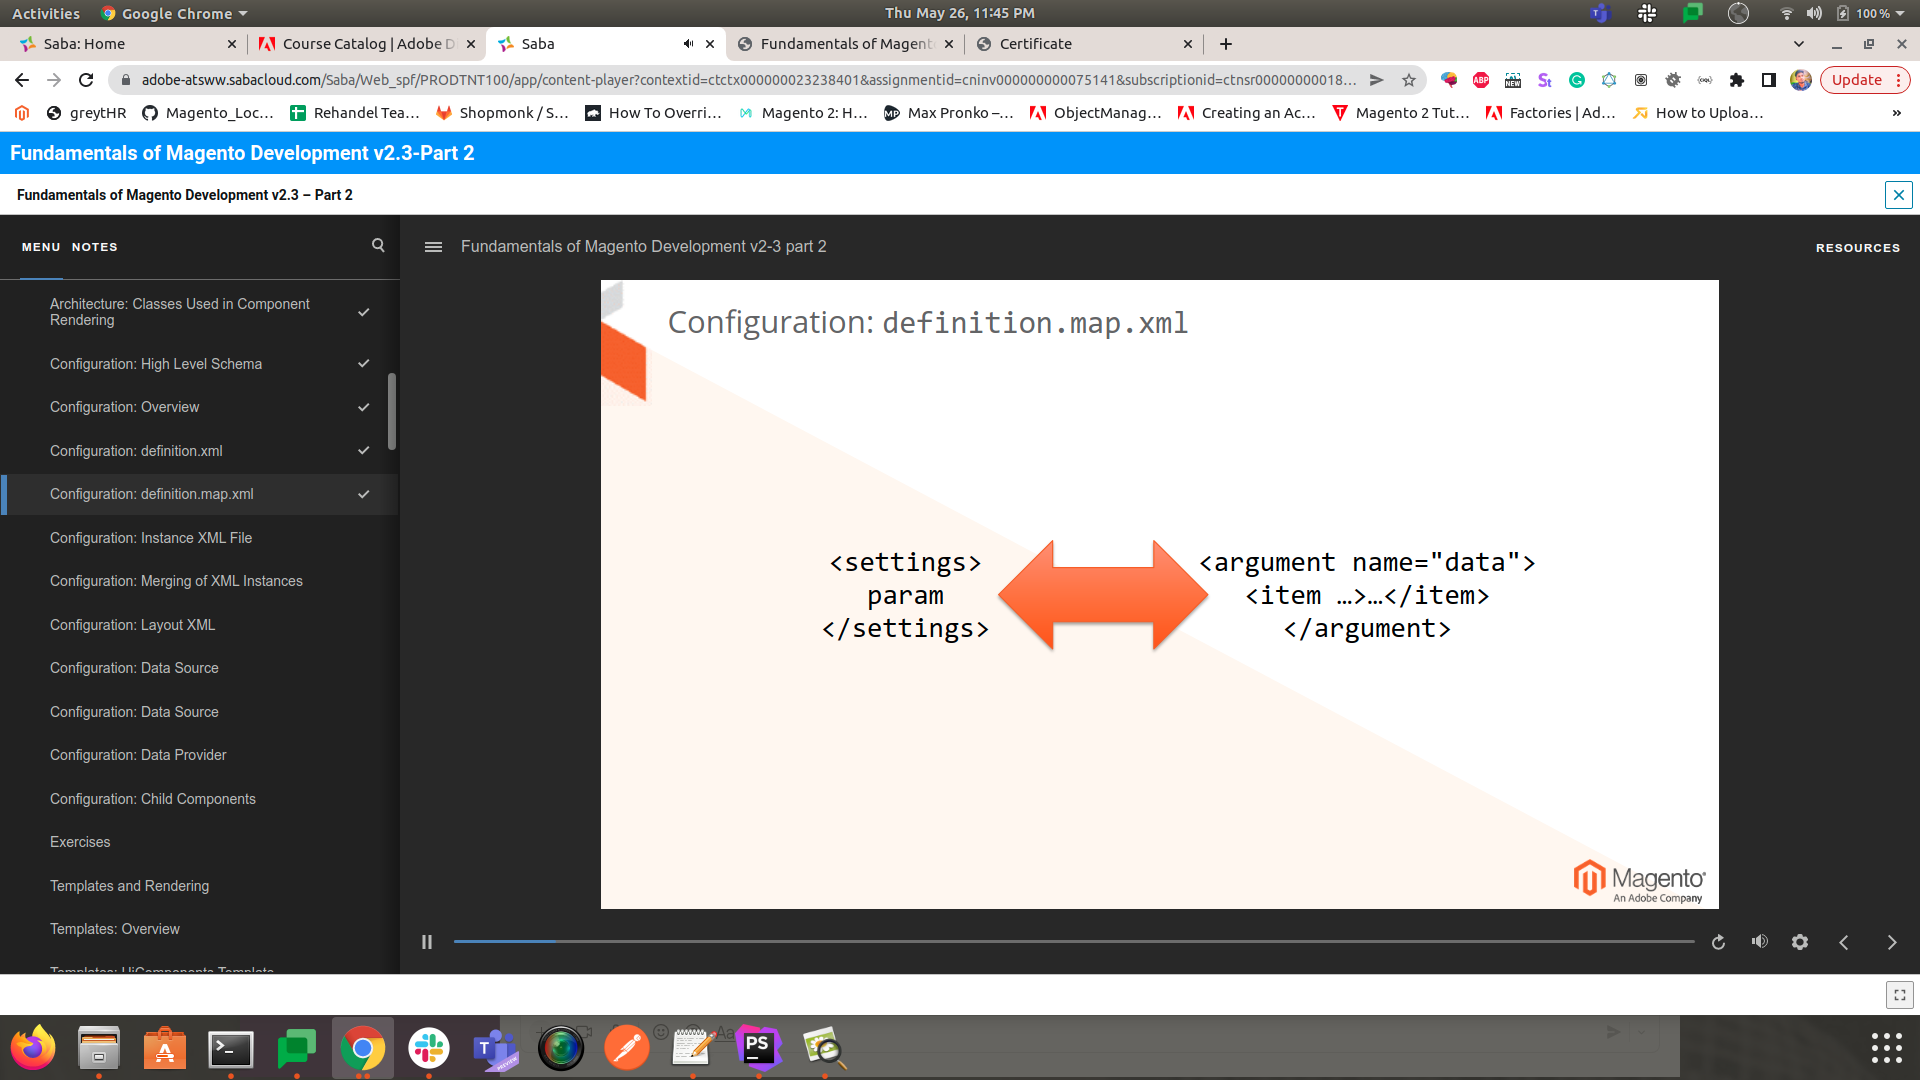 Activities
Google Chrome
Thu May 26, 11:45 PM
100 %
Saba: Home
Course Catalog | Adobe D
Saba
Fundamentals of Magent
Certificate
adobe-atsww.sabacloud.com/Saba/Web_spf/PRODTNT100/app/content-player?contextid=ctctx000000023238401&assignmentid=cninv000000000075141&subscriptionid=ctnsr00000000018...
ABP
NEW
Update
greytHR
Magento_Loc...
Rehandel Tea...
Shopmonk / S...
How To Overri...
Magento 2: H...
Max Pronko –...
ObjectManag...
Creating an Ac...
Magento 2 Tut...
Factories | Ad...
How to Uploa...
»
Fundamentals of Magento Development v2.3-Part 2
Fundamentals of Magento Development v2.3 – Part 2
MENU NOTES
Fundamentals of Magento Development v2-3 part 2
RESOURCES
Architecture: Classes Used in Component
Rendering
Configuration: High Level Schema
Configuration: Overview
Configuration: definition.xml
Configuration: definition.map.xml
Configuration: Instance XML File
Configuration: Merging of XML Instances
Configuration: Layout XML
Configuration: Data Source
Configuration: Data Source
Configuration: Data Provider
Configuration: Child Components
Exercises
Templates and Rendering
Templates: Overview
Templates: UiComponents Template
Configuration: definition.map.xml
<settings>
param
</settings>
<argument name="data">
<item …>…</item>
</argument>
Magento
An Adobe Company
PS